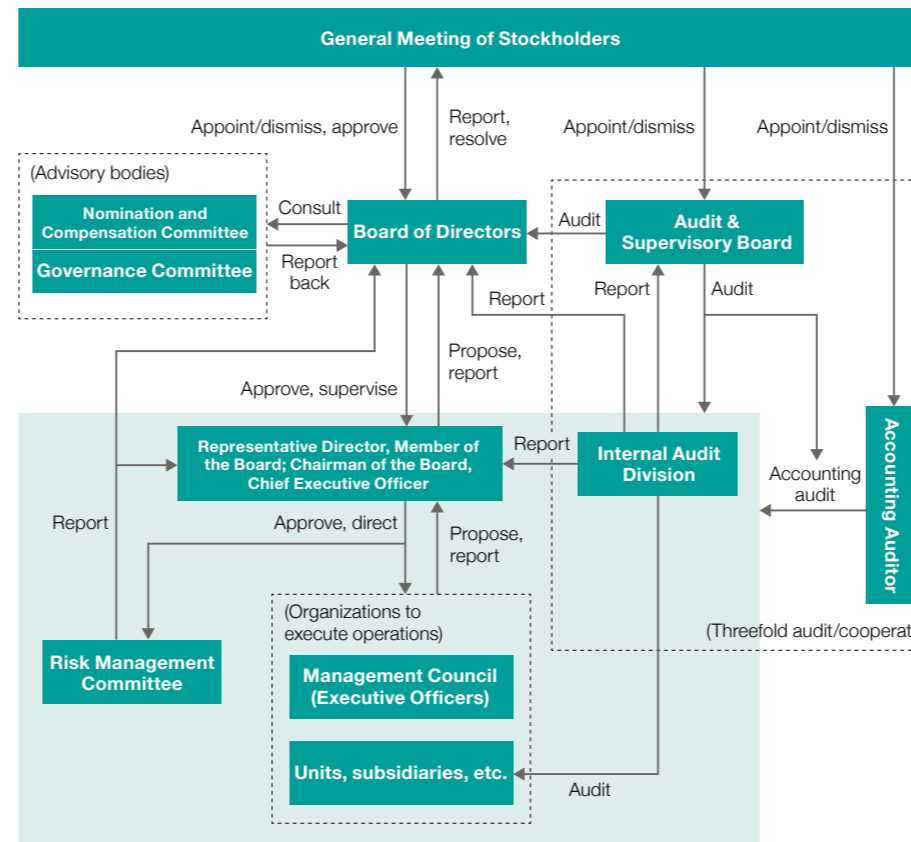 General Meeting of Stockholders
Appoint/dismiss, approve
Report,
resolve
Appoint/dismiss
Appoint/dismiss
(Advisory bodies)
Nomination and
Compensation Committee
Governance Committee
Consult
Report
back
Board of Directors
Audit
Audit &
Supervisory Board
Report
Report
Audit
Approve, supervise
Propose,
report
Representative Director, Member of
the Board; Chairman of the Board,
Chief Executive Officer
Report
Internal Audit
Division
Accounting
audit
Accounting Auditor
Report
Approve, direct
Propose,
report
(Organizations to
execute operations)
(Threefold audit/cooperat
Risk Management
Committee
Management Council
(Executive Officers)
Units, subsidiaries, etc.
Audit